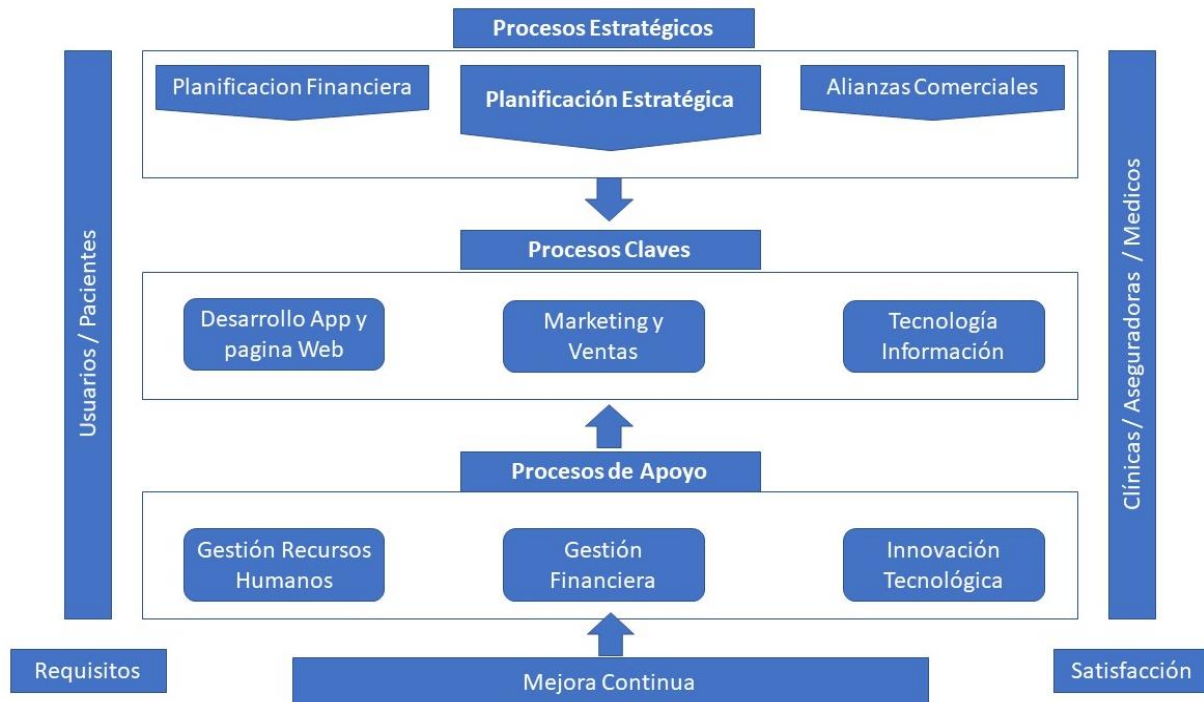 Procesos Estratégicos
Planificacion Financiera
Planificación Estratégica
Alianzas Comerciales
Usuarios / Pacientes
Clínicas / Aseguradoras / Medicos
Procesos Claves
Desarrollo App y
pagina Web
Marketing y
Ventas
Tecnología
Información
Procesos de Apoyo
Gestión Recursos
Humanos
Gestión
Financiera
Innovación
Tecnológica
Requisitos
Mejora Continua
Satisfacción